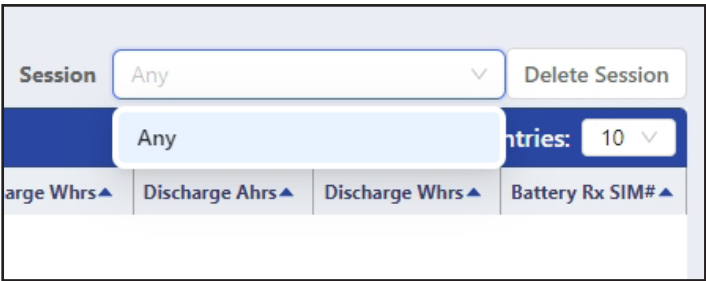 Session Any Delete Session
Any ntries: 10
arge Whrs Discharge Ahrs Discharge Whrs Battery Rx SIM#